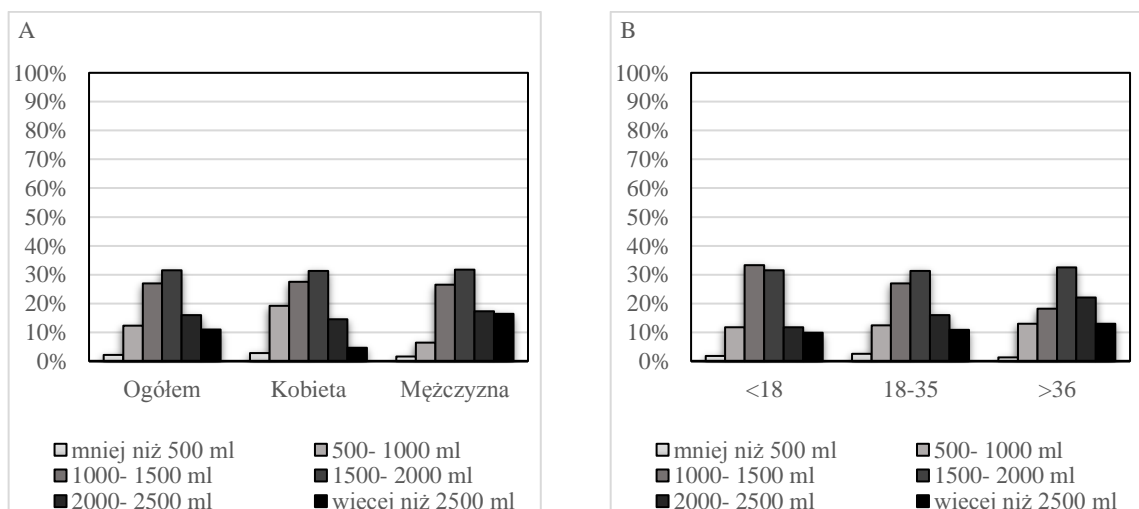 A
100%
90%
80%
70%
60%
50%
40%
30%
20%
10%
0%
Ogółem Kobieta Mężczyzna
mniej niż 500 ml 500- 1000 ml
1000- 1500 ml 1500- 2000 ml
2000- 2500 ml więcej niż 2500 ml
B
100%
90%
80%
70%
60%
50%
40%
30%
20%
10%
0%
<18 18-35 >36
mniej niż 500 ml 500- 1000 ml
1000- 1500 ml 1500- 2000 ml
2000- 2500 ml więcej niż 2500 ml